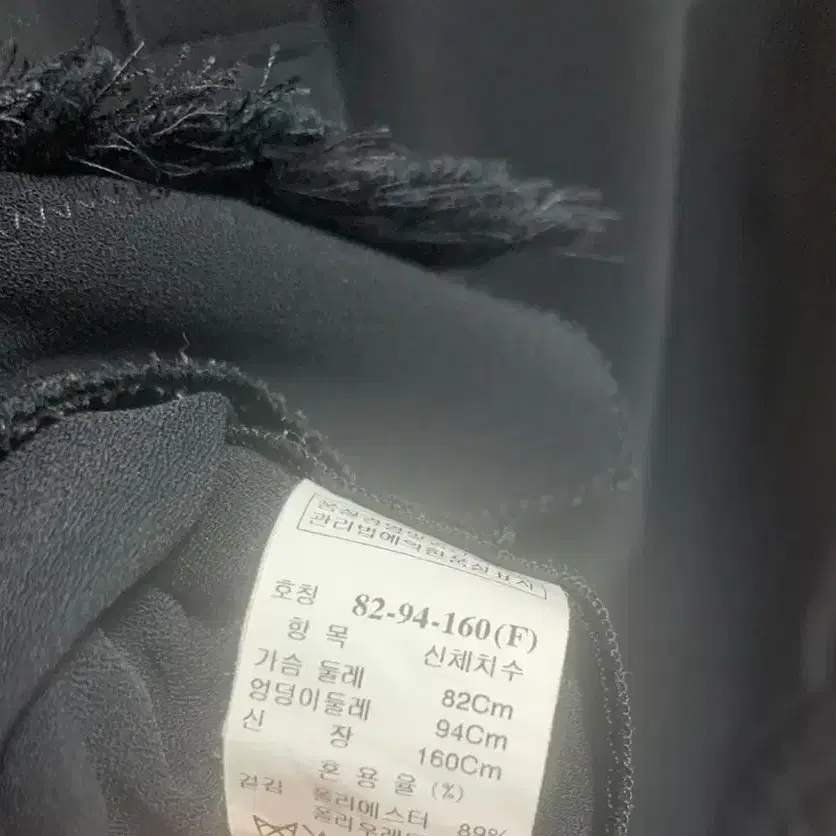 관리법에의한품질표시
호칭 82-94-160(F)
항 목 신체치수
가슴 둘레 82Cm
엉덩이둘레 94Cm
신 장 160Cm
혼 용 율 (%)
겉감 폴리에스터 89%